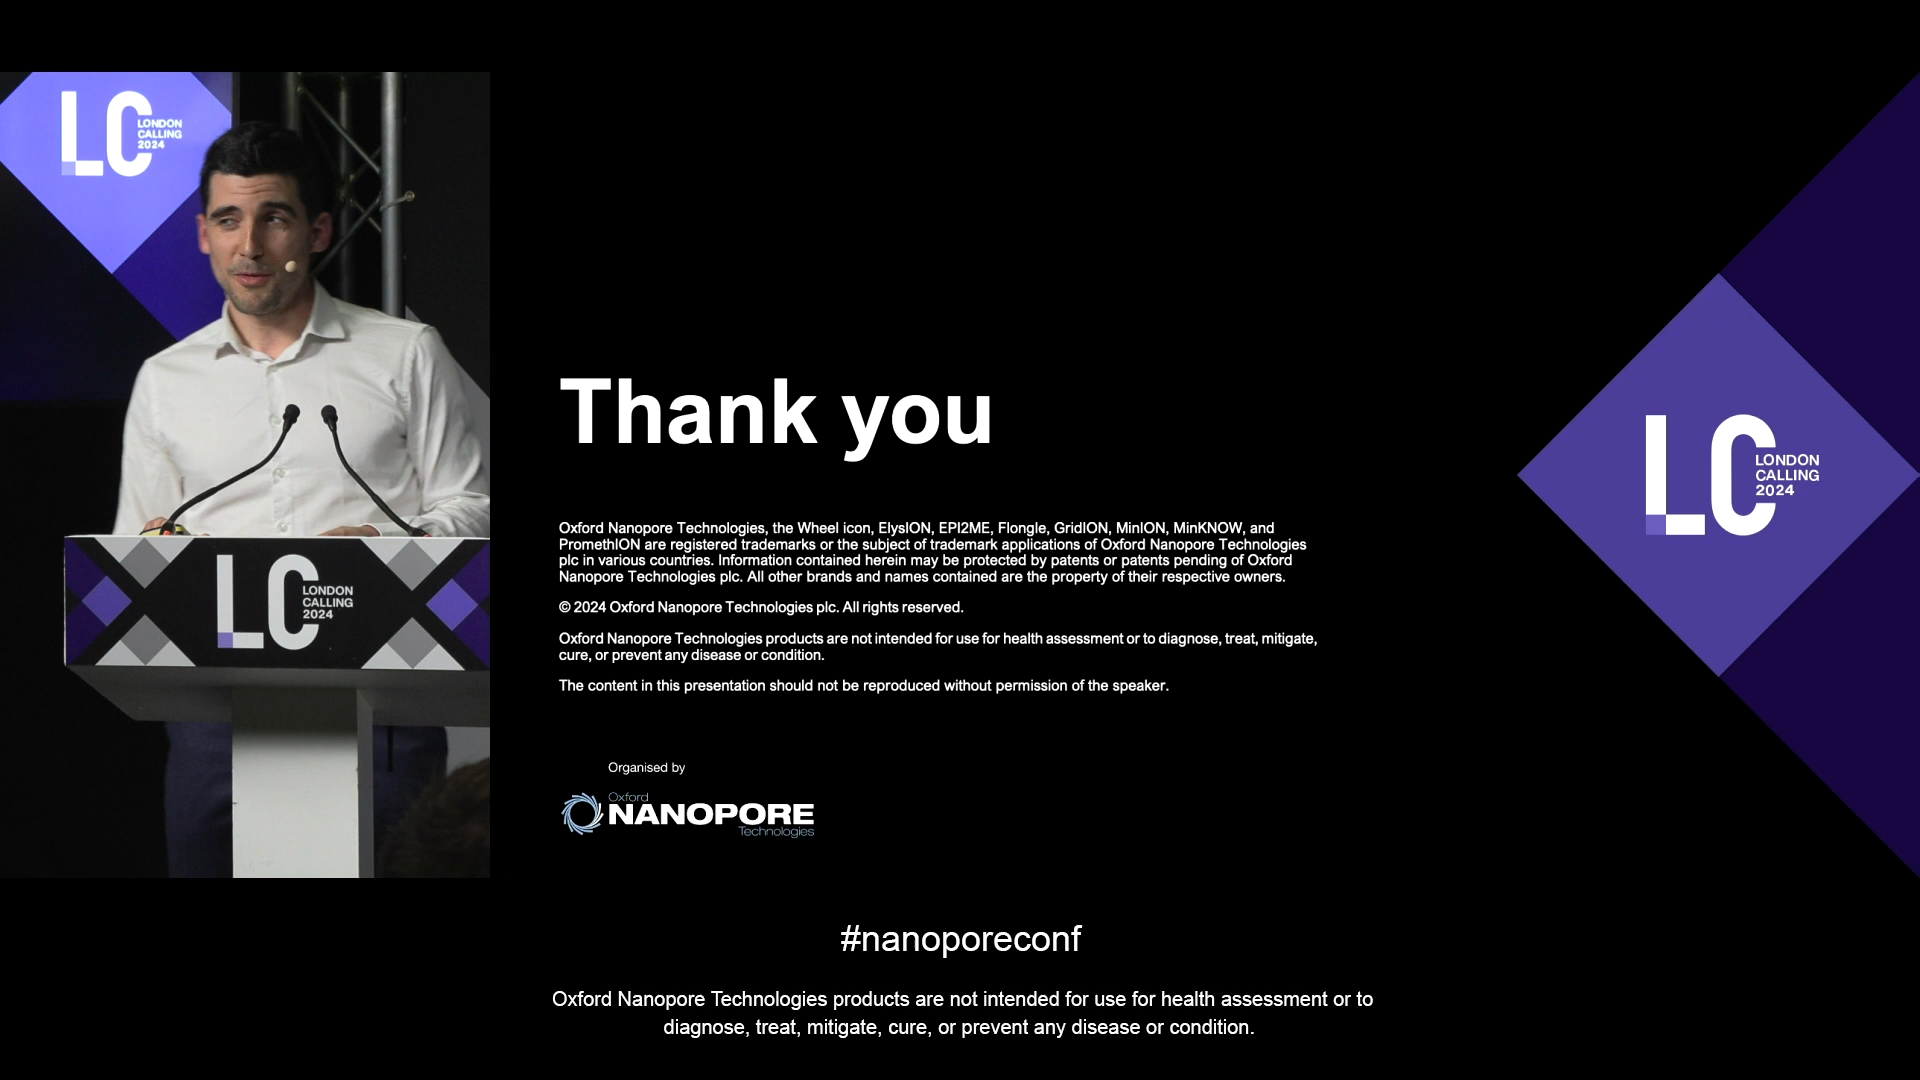 LC
LONDON
CALLING
2024
Thank you
LC
LONDON
CALLING
2024
Oxford Nanopore Technologies, the Wheel icon, ElysION, EPI2ME, Flongle, GridION, MinION, MinKNOW, and
PromethION are registered trademarks or the subject of trademark applications of Oxford Nanopore Technologies
plc in various countries. Information contained herein may be protected by patents or patents pending of Oxford
Nanopore Technologies plc. All other brands and names contained are the property of their respective owners.
© 2024 Oxford Nanopore Technologies plc. All rights reserved.
Oxford Nanopore Technologies products are not intended for use for health assessment or to diagnose, treat, mitigate,
cure, or prevent any disease or condition.
The content in this presentation should not be reproduced without permission of the speaker.
LC
LONDON
CALLING
2024
Organised by
Oxford
NANOPORE
Technologies
#nanoporeconf
Oxford Nanopore Technologies products are not intended for use for health assessment or to
diagnose, treat, mitigate, cure, or prevent any disease or condition.